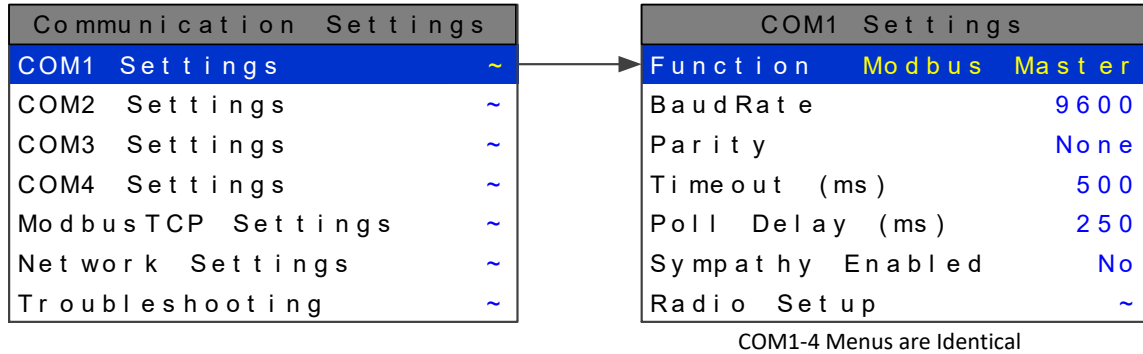 Communication Settings
COM1 Settings ~
COM2 Settings ~
COM3 Settings ~
COM4 Settings ~
ModbusTCP Settings ~
Network Settings ~
Troubleshooting ~
COM1 Settings
Function Modbus Master
BaudRate 9600
Parity None
Timeout (ms) 500
Poll Delay (ms) 250
Sympathy Enabled No
Radio Setup ~
COM1-4 Menus are Identical